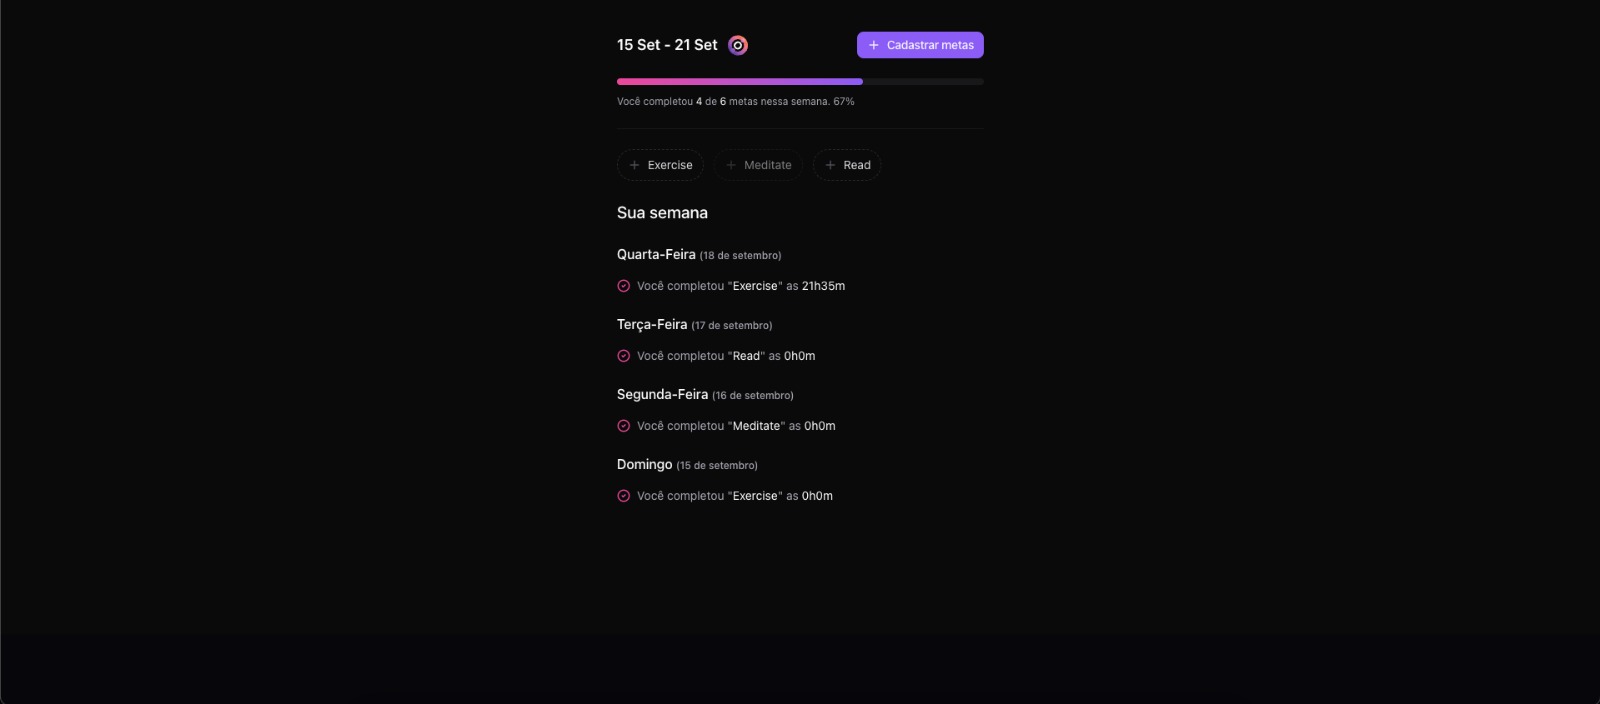 15 Set - 21 Set
+ Cadastrar metas
Você completou 4 de 6 metas nessa semana. 67%
+ Exercise + Meditate + Read
Sua semana
Quarta-Feira (18 de setembro)
Você completou "Exercise" as 21h35m
Terça-Feira (17 de setembro)
Você completou "Read" as 0h0m
Segunda-Feira (16 de setembro)
Você completou "Meditate" as 0h0m
Domingo (15 de setembro)
Você completou "Exercise" as 0h0m